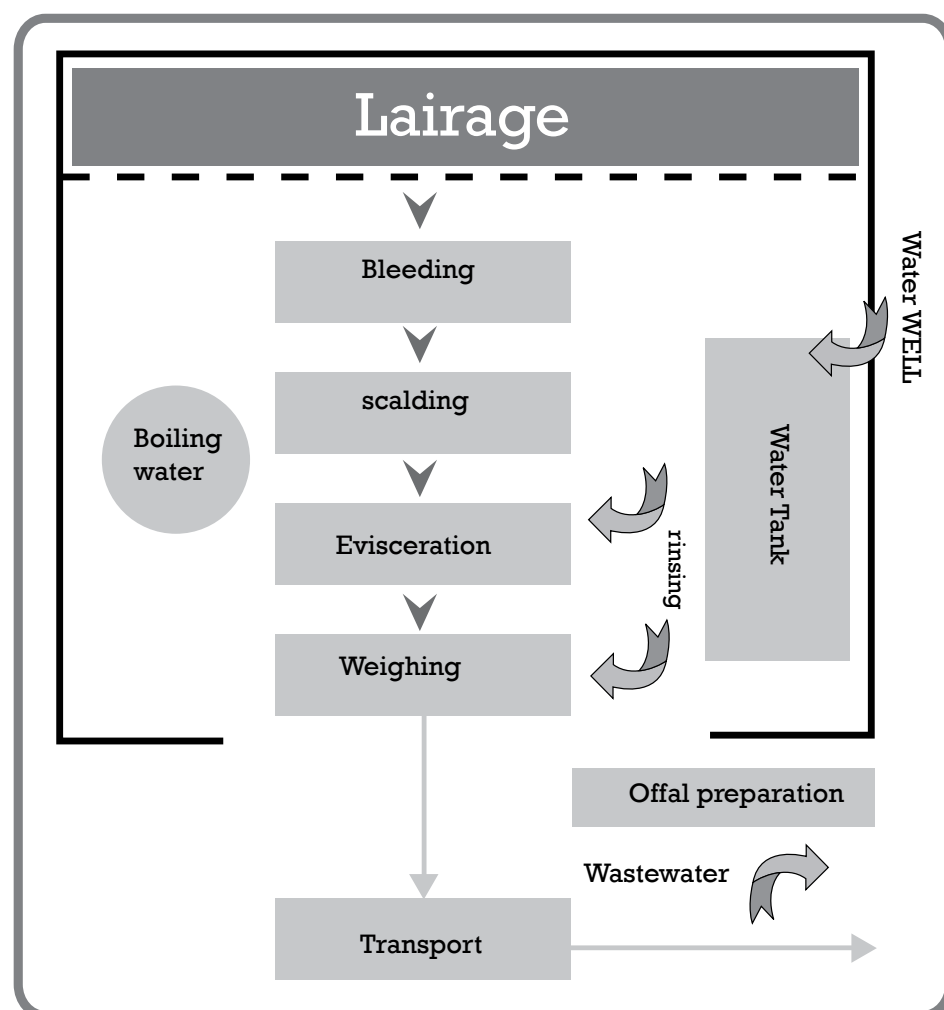 Lairage
Bleeding
Water WELL
scalding
Boiling
water
Water Tank
Evisceration
rinsing
Weighing
Offal preparation
Wastewater
Transport